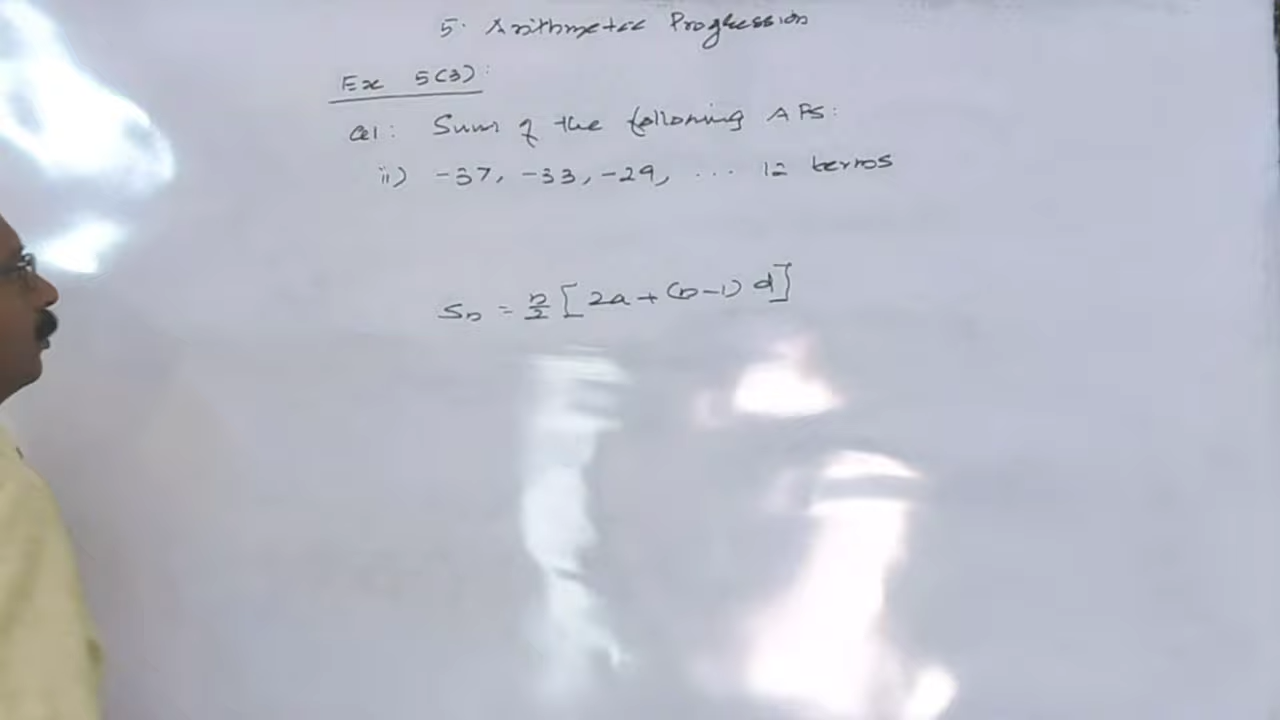 5. Arithmetic Progression
Ex 5(3):
Q1: Sum of the following APS:
ii) -37, -33, -29, ... 12 terms
Sn = n/2 [2a + (n-1) d]